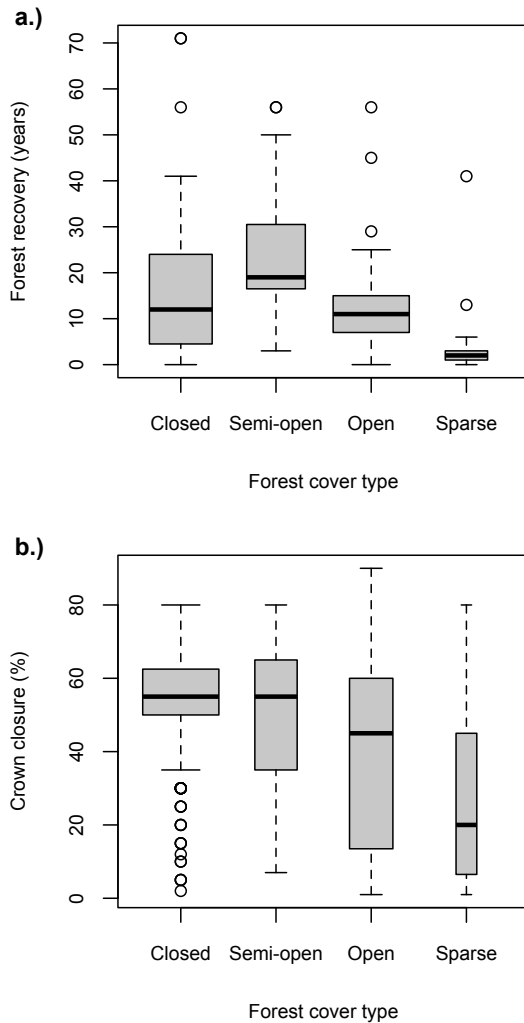 a.)
Forest recovery (years)
70
60
50
40
30
20
10
0
Closed Semi-open Open Sparse
Forest cover type
b.)
Crown closure (%)
80
60
40
20
0
Closed Semi-open Open Sparse
Forest cover type